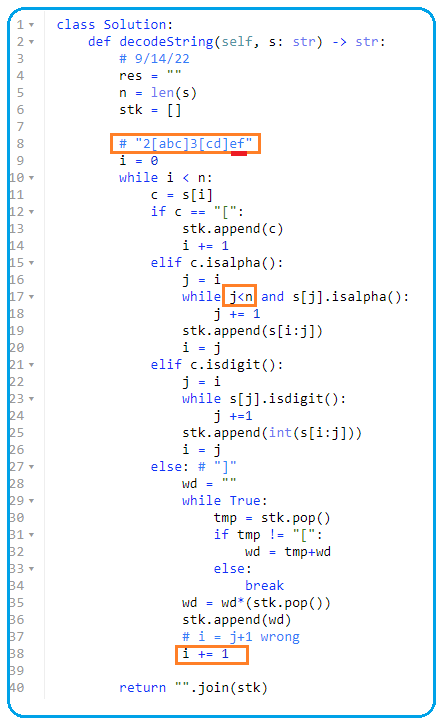 1 class Solution:
2     def decodeString(self, s: str) -> str:
3         # 9/14/22
4         res = ""
5         n = len(s)
6         stk = []
7
8         # "2[abc]3[cd]ef"
9         i = 0
10         while i < n:
11             c = s[i]
12             if c == "[":
13                 stk.append(c)
14                 i += 1
15             elif c.isalpha():
16                 j = i
17                 while j<n and s[j].isalpha():
18                     j += 1
19                 stk.append(s[i:j])
20                 i = j
21             elif c.isdigit():
22                 j = i
23                 while s[j].isdigit():
24                     j +=1
25                 stk.append(int(s[i:j]))
26                 i = j
27             else: # "]"
28                 wd = ""
29                 while True:
30                     tmp = stk.pop()
31                     if tmp != "[":
32                         wd = tmp+wd
33                     else:
34                         break
35                 wd = wd*(stk.pop())
36                 stk.append(wd)
37                 # i = j+1 wrong
38                 i += 1
39
40         return "".join(stk)